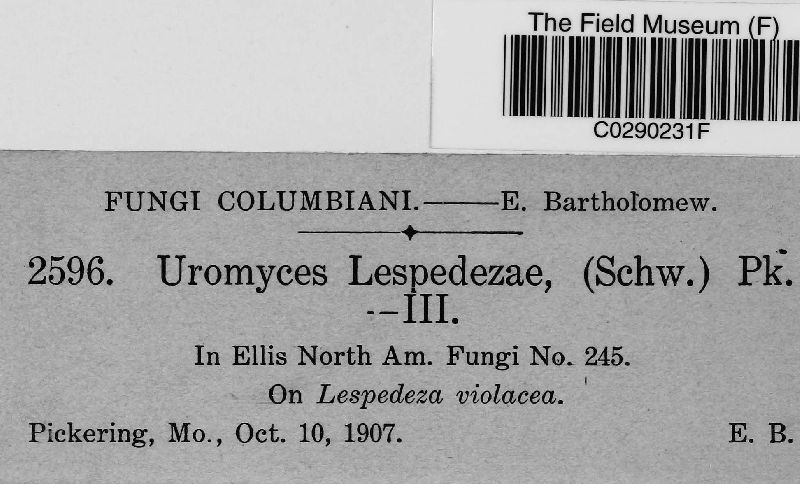 The Field Museum (F)
C0290231F
FUNGI COLUMBIANI.——E. Bartholomew.
2596. Uromyces Lespedezae, (Schw.) Pk.
--III.
In Ellis North Am. Fungi No. 245.
On Lespedeza violacea.
Pickering, Mo., Oct. 10, 1907. E. B.